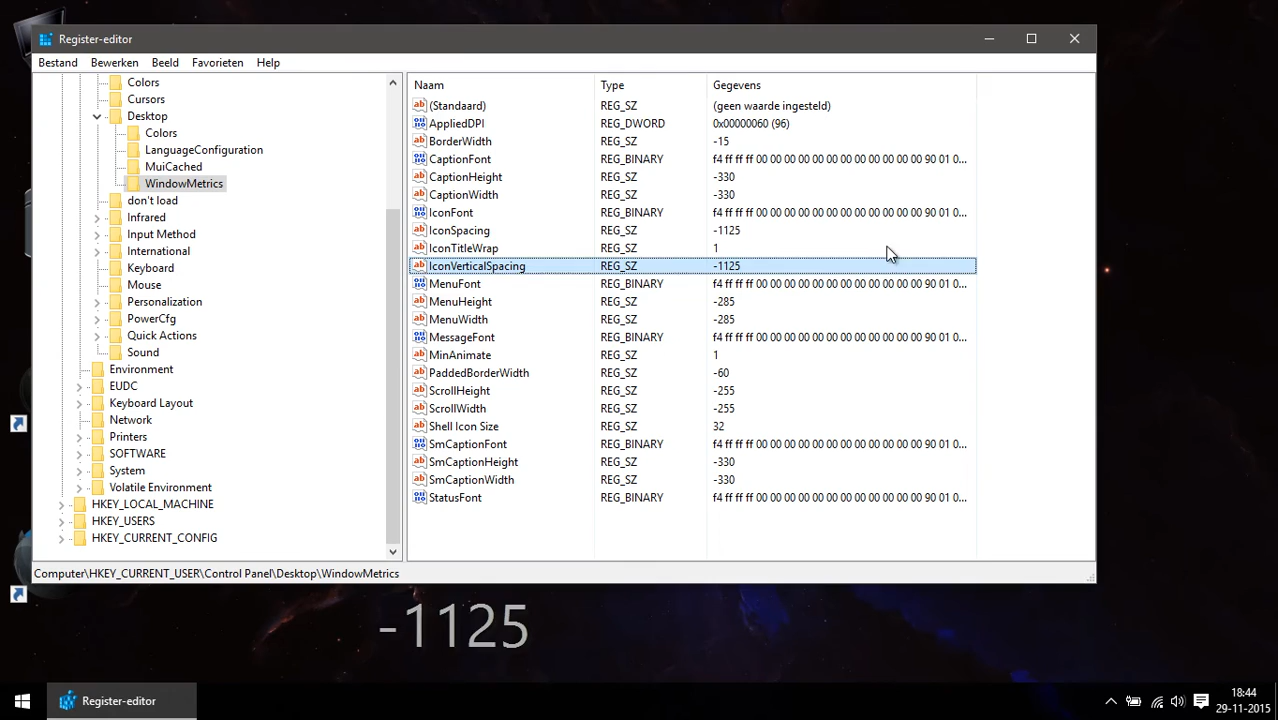 Register-editor
Bestand Bewerken Beeld Favorieten Help
Colors
Cursors
Desktop
Colors
LanguageConfiguration
MuiCached
WindowMetrics
don't load
Infrared
Input Method
International
Keyboard
Mouse
Personalization
PowerCfg
Quick Actions
Sound
Environment
EUDC
Keyboard Layout
Network
Printers
SOFTWARE
System
Volatile Environment
HKEY_LOCAL_MACHINE
HKEY_USERS
HKEY_CURRENT_CONFIG
Naam Type Gegevens
(Standaard) REG_SZ (geen waarde ingesteld)
AppliedDPI REG_DWORD 0x00000060 (96)
BorderWidth REG_SZ -15
CaptionFont REG_BINARY f4 ff ff ff 00 00 00 00 00 00 00 00 00 00 00 00 90 01 0...
CaptionHeight REG_SZ -330
CaptionWidth REG_SZ -330
IconFont REG_BINARY f4 ff ff ff 00 00 00 00 00 00 00 00 00 00 00 00 90 01 0...
IconSpacing REG_SZ -1125
IconTitleWrap REG_SZ 1
IconVerticalSpacing REG_SZ -1125
MenuFont REG_BINARY f4 ff ff ff 00 00 00 00 00 00 00 00 00 00 00 00 90 01 0...
MenuHeight REG_SZ -285
MenuWidth REG_SZ -285
MessageFont REG_BINARY f4 ff ff ff 00 00 00 00 00 00 00 00 00 00 00 00 90 01 0...
MinAnimate REG_SZ 1
PaddedBorderWidth REG_SZ -60
ScrollHeight REG_SZ -255
ScrollWidth REG_SZ -255
Shell Icon Size REG_SZ 32
SmCaptionFont REG_BINARY f4 ff ff ff 00 00 00 00 00 00 00 00 00 00 00 00 90 01 0...
SmCaptionHeight REG_SZ -330
SmCaptionWidth REG_SZ -330
StatusFont REG_BINARY f4 ff ff ff 00 00 00 00 00 00 00 00 00 00 00 00 90 01 0...
Computer\HKEY_CURRENT_USER\Control Panel\Desktop\WindowMetrics
-1125
Register-editor
18:44
29-11-2015